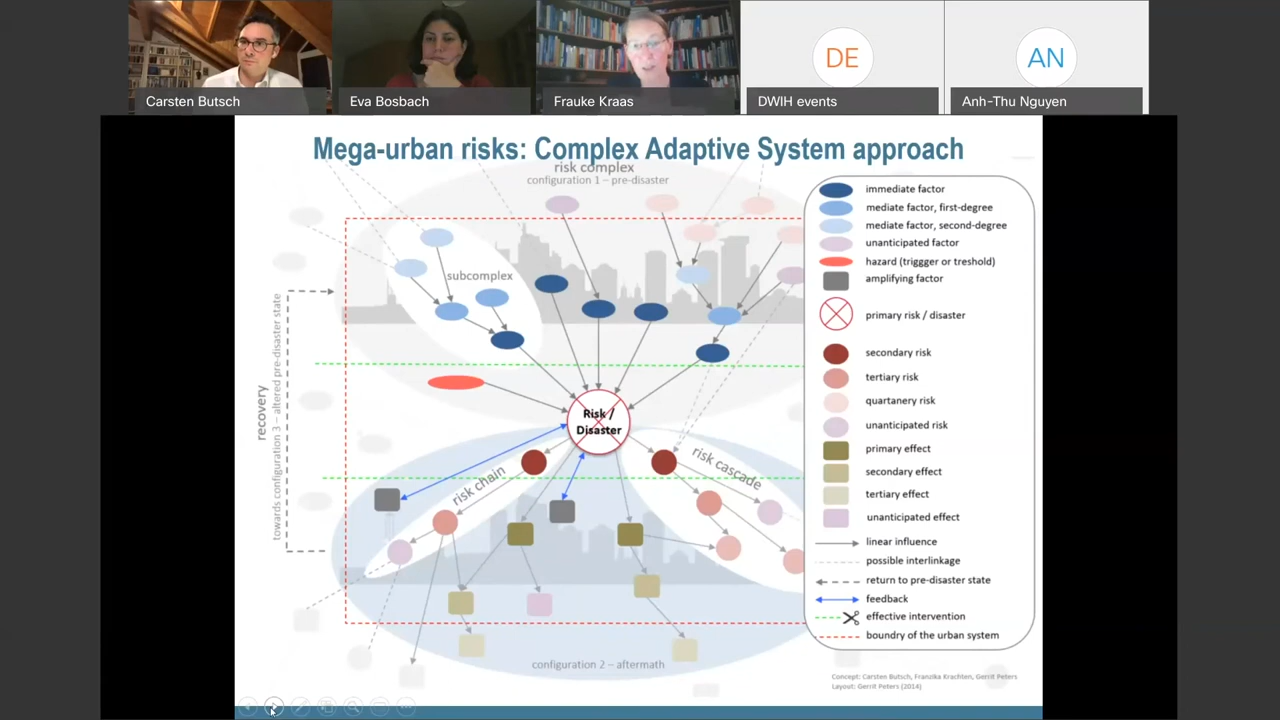 DE
AN
Carsten Butsch
Eva Bosbach
Frauke Kraas
DWIH events
Anh-Thu Nguyen
Mega-urban risks: Complex Adaptive System approach
risk complex
configuration 1 – pre-disaster
subcomplex
recovery
towards configuration 3 – altered pre-disaster state
Risk /
Disaster
risk chain
risk cascade
configuration 2 – aftermath
immediate factor
mediate factor, first-degree
mediate factor, second-degree
unanticipated factor
hazard (triggger or treshold)
amplifying factor
primary risk / disaster
secondary risk
tertiary risk
quartanery risk
unanticipated risk
primary effect
secondary effect
tertiary effect
unanticipated effect
linear influence
possible interlinkage
return to pre-disaster state
feedback
effective intervention
boundry of the urban system
Concept: Carsten Butsch, Franzika Krachten, Gerrit Peters
Layout: Gerrit Peters (2014)